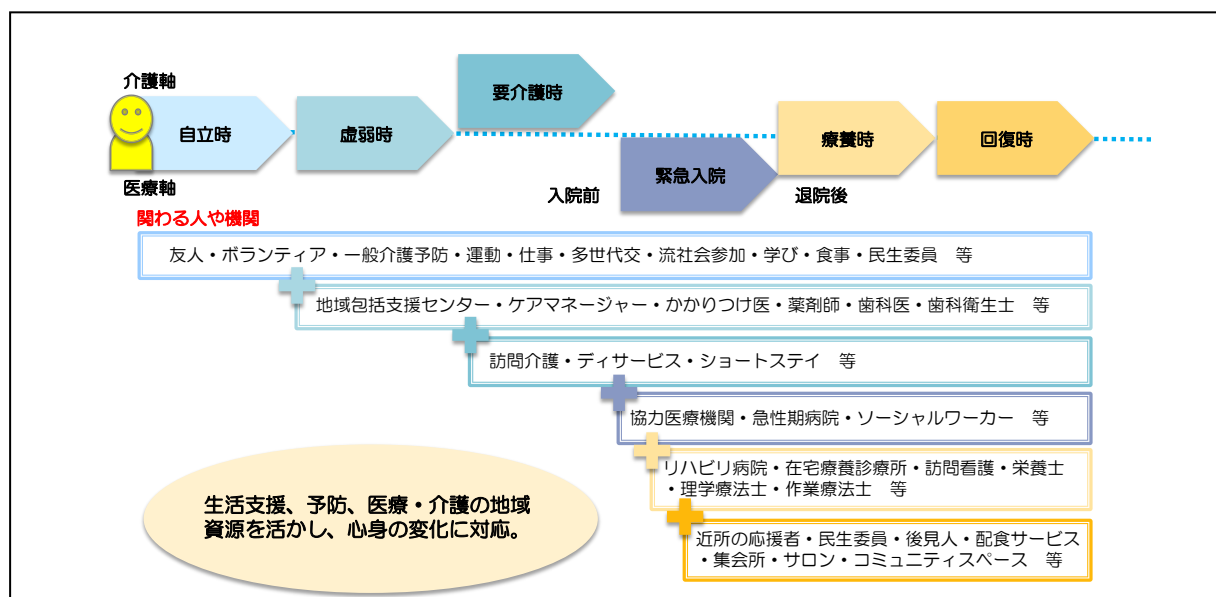 介護軸
自立時
虚弱時
要介護時
緊急入院
療養時
回復時
医療軸
入院前
退院後
関わる人や機関
友人・ボランティア・一般介護予防・運動・仕事・多世代交・流社会参加・学び・食事・民生委員　等
地域包括支援センター・ケアマネージャー・かかりつけ医・薬剤師・歯科医・歯科衛生士　等
訪問介護・ディサービス・ショートステイ　等
協力医療機関・急性期病院・ソーシャルワーカー　等
リハビリ病院・在宅療養診療所・訪問看護・栄養士
・理学療法士・作業療法士　等
近所の応援者・民生委員・後見人・配食サービス
・集会所・サロン・コミュニティスペース　等
生活支援、予防、医療・介護の地域
資源を活かし、心身の変化に対応。